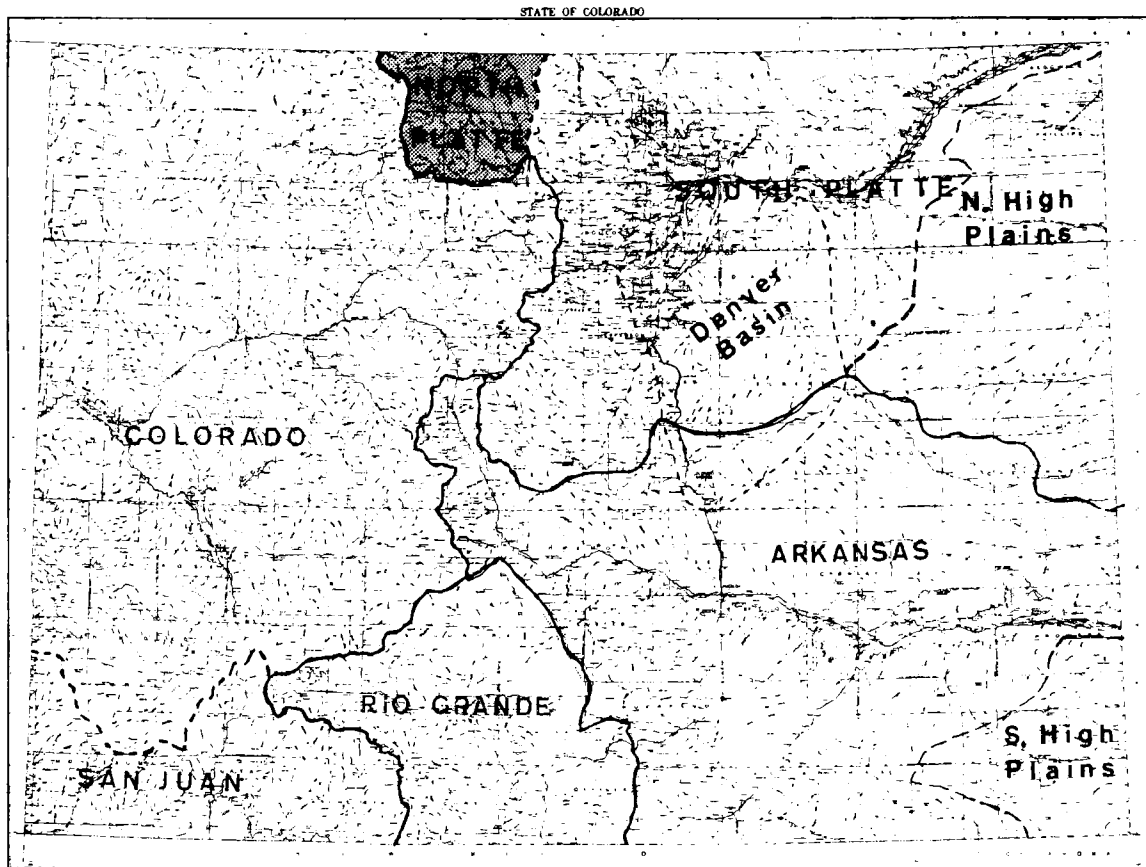 STATE OF COLORADO
NORTH
PLATTE
SOUTH PLATTE
N. High
Plains
Denver
Basin
COLORADO
ARKANSAS
RIO GRANDE
S. High
Plains
SAN JUAN